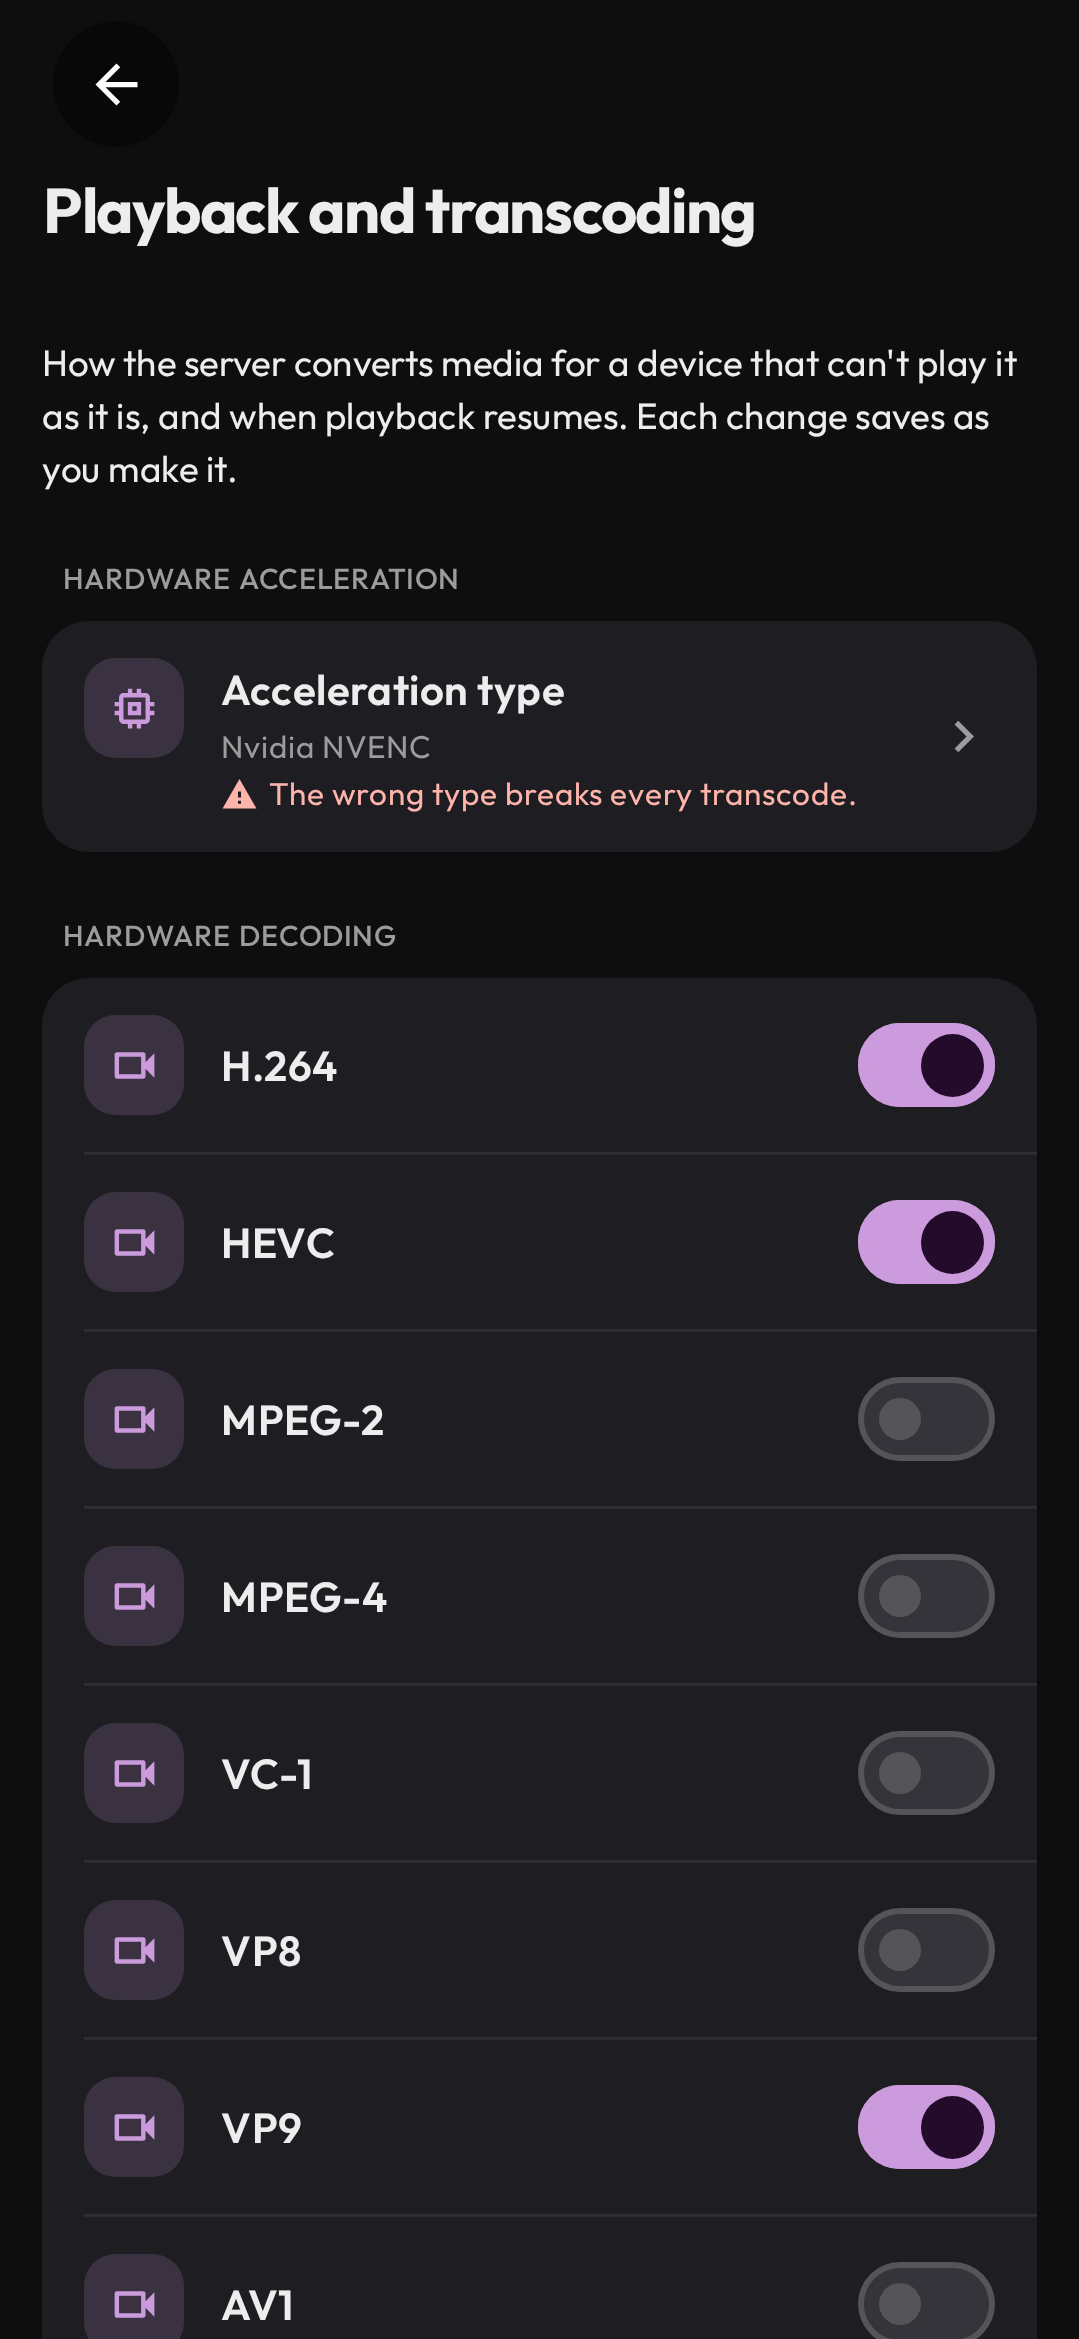 Playback and transcoding
How the server converts media for a device that can't play it
as it is, and when playback resumes. Each change saves as
you make it.
HARDWARE ACCELERATION
Acceleration type
Nvidia NVENC
The wrong type breaks every transcode.
HARDWARE DECODING
H.264
HEVC
MPEG-2
MPEG-4
VC-1
VP8
VP9
AV1